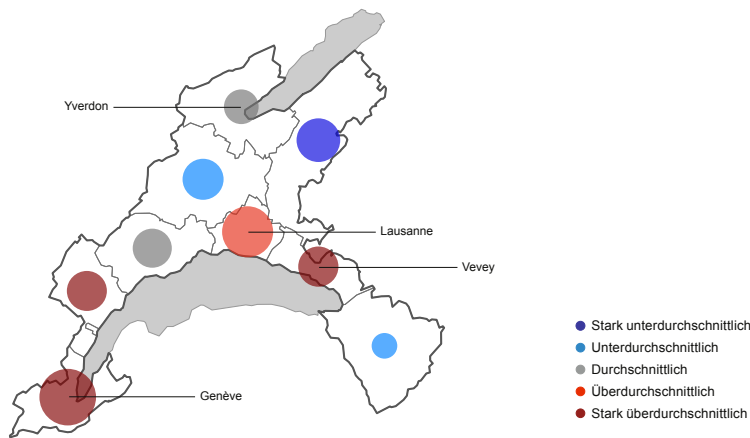 Yverdon
Lausanne
Vevey
Genève
Stark unterdurchschnittlich
Unterdurchschnittlich
Durchschnittlich
Überdurchschnittlich
Stark überdurchschnittlich